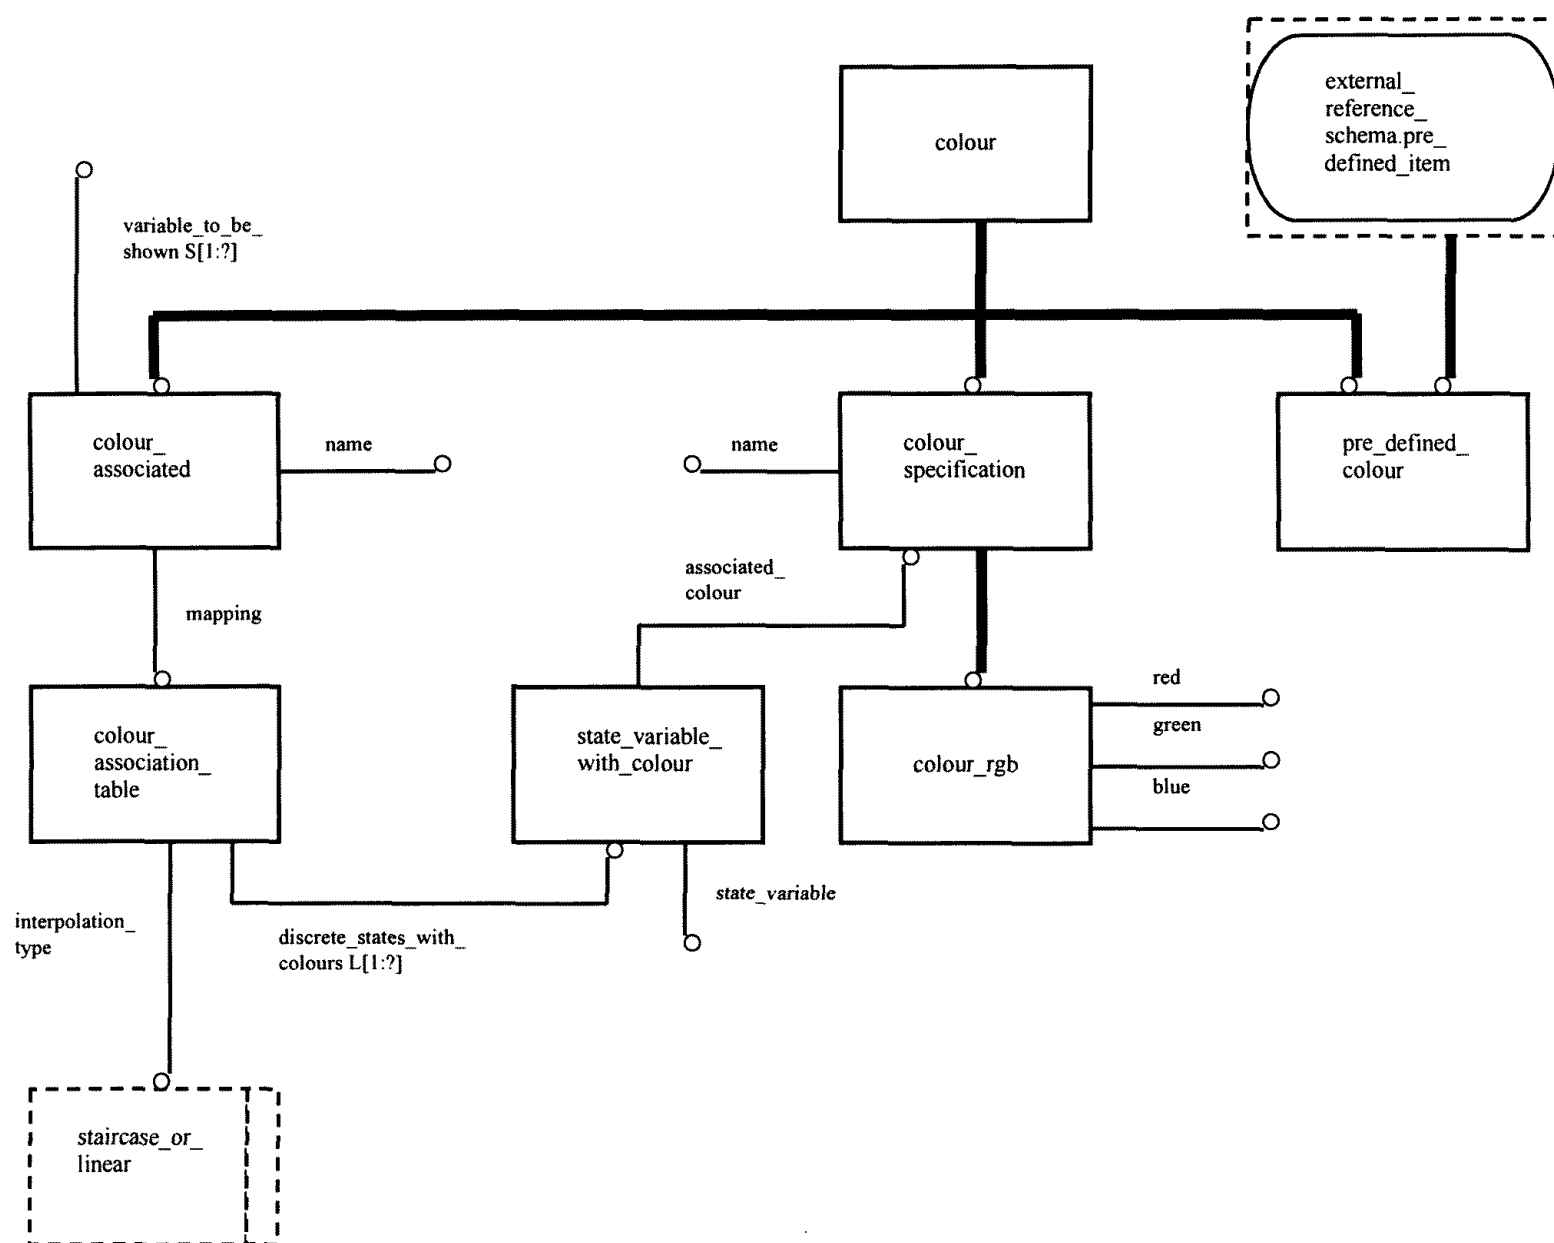 external_
reference_
schema.pre_
defined_item
colour
variable_to_be_
shown S[1:?]
colour_
associated
name
name
colour_
specification
pre_defined_
colour
associated_
colour
mapping
red
green
blue
colour_
association_
table
state_variable_
with_colour
colour_rgb
state_variable
interpolation_
type
discrete_states_with_
colours L[1:?]
staircase_or_
linear